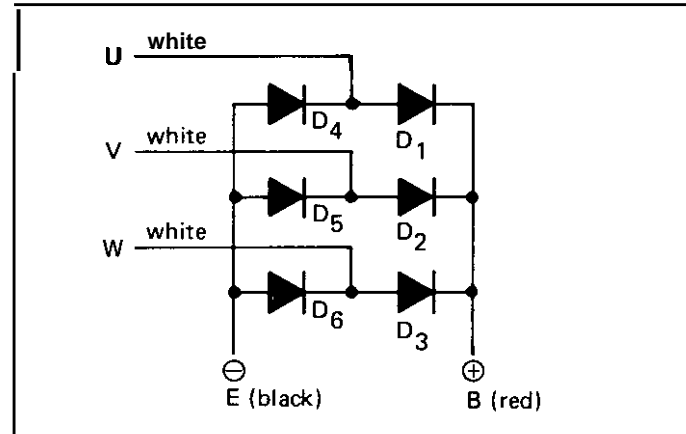 U white
D4 D1
V white
D5 D2
W white
D6 D3
⊖ ⊕
E (black) B (red)